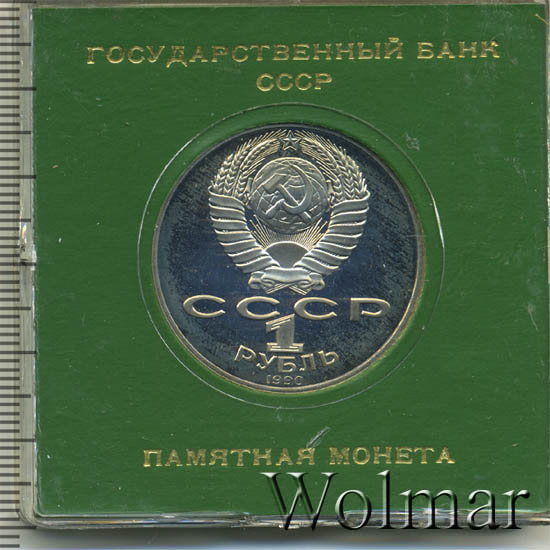 ГОСУДАРСТВЕННЫЙ БАНК
СССР
СССР
1
РУБЛЬ
1990
ПАМЯТНАЯ МОНЕТА
Wolmar